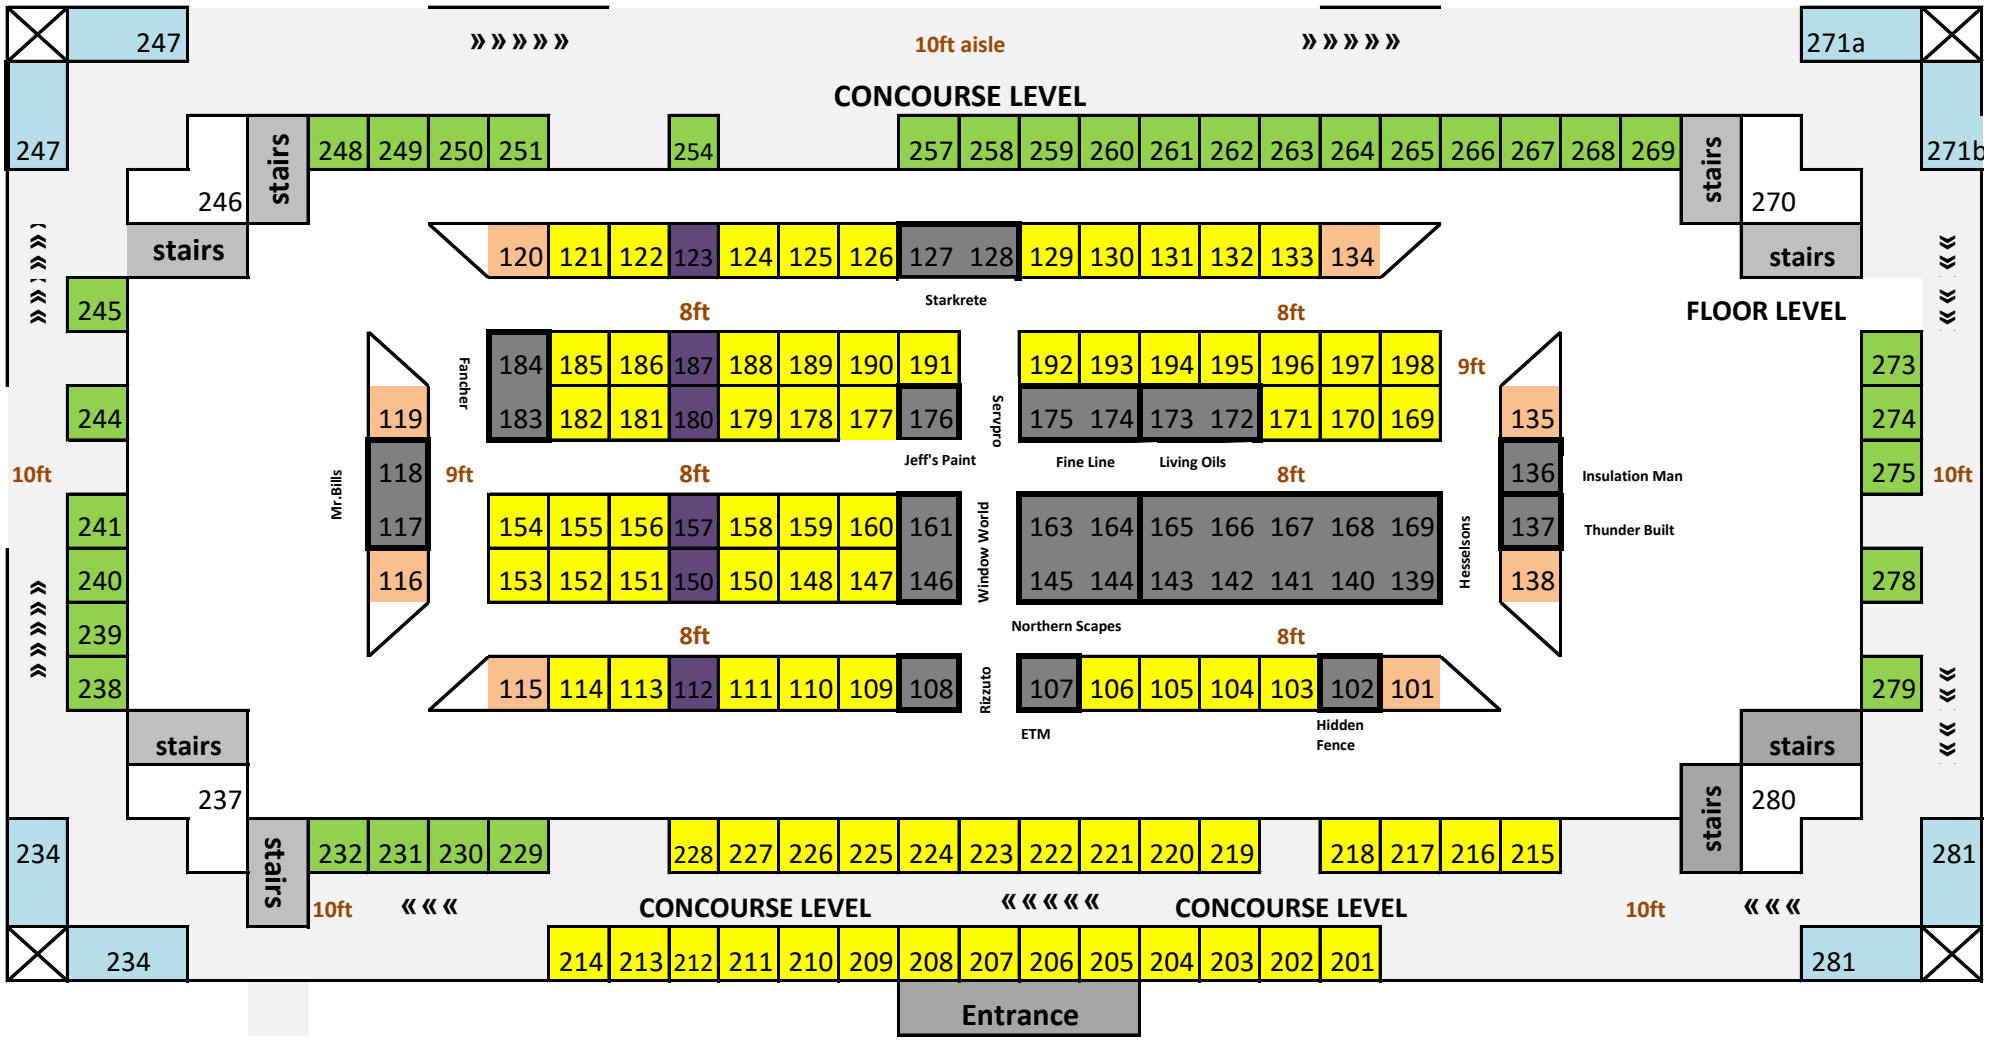 247 »»»»» 10ft aisle »»»»» 271a
CONCOURSE LEVEL
247 stairs 248 249 250 251 254 257 258 259 260 261 262 263 264 265 266 267 268 269 stairs 271b
246 270
stairs 120 121 122 123 124 125 126 127 128 129 130 131 132 133 134 stairs
Starkrete
245 8ft 8ft FLOOR LEVEL
Fancher 184 185 186 187 188 189 190 191 192 193 194 195 196 197 198 9ft 273
244 119 183 182 181 180 179 178 177 176 Servpro 175 174 173 172 171 170 169 135 274
Jeff's Paint Fine Line Living Oils
10ft Mr.Bills 118 9ft 8ft 8ft 136 Insulation Man 275 10ft
241 117 154 155 156 157 158 159 160 161 Window World 163 164 165 166 167 168 169 Hesselsons 137 Thunder Built
240 116 153 152 151 150 150 148 147 146 145 144 143 142 141 140 139 138 278
Northern Scapes
239 8ft 8ft
238 115 114 113 112 111 110 109 108 Rizzuto 107 106 105 104 103 102 101 279
ETM Hidden
Fence
stairs stairs
237 280
234 stairs 232 231 230 229 228 227 226 225 224 223 222 221 220 219 218 217 216 215 stairs 281
10ft ««« CONCOURSE LEVEL ««««« CONCOURSE LEVEL 10ft «««
234 214 213 212 211 210 209 208 207 206 205 204 203 202 201 281
Entrance